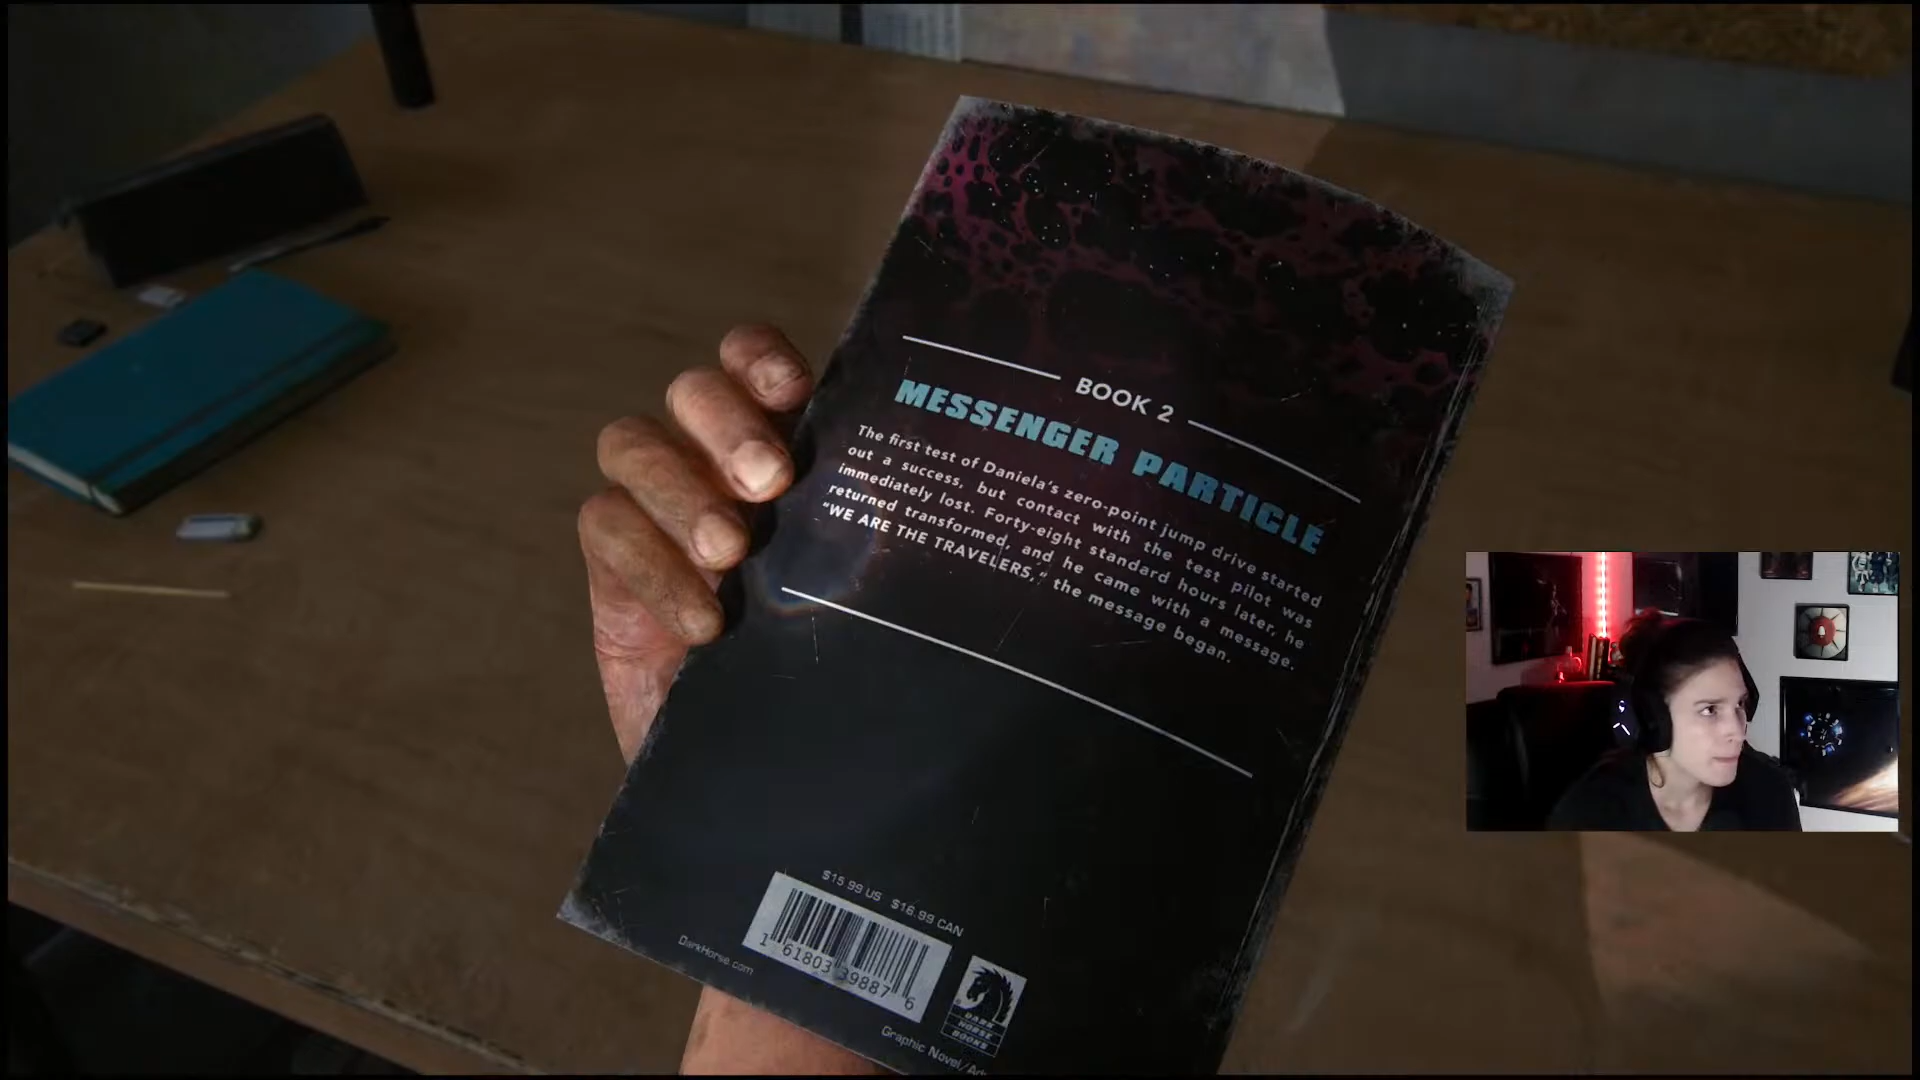 BOOK 2
MESSENGER PARTICLE
The first test of Daniela's zero-point jump drive started
out a success, but contact with the test pilot was
immediately lost. Forty-eight standard hours later, he
returned transformed, and he came with a message.
"WE ARE THE TRAVELERS," the message began.
$15.99 US $16.99 CAN
1 61803 39887 6
DarkHorse.com
DARK
HORSE
BOOKS
Graphic Novel/